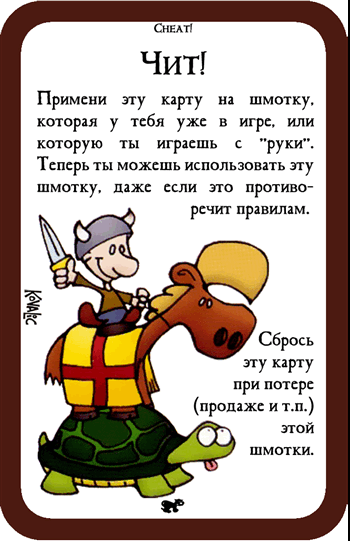 Cheat!
Чит!
Примени эту карту на шмотку,
которая у тебя уже в игре, или
которую ты играешь с "руки".
Теперь ты можешь использовать эту
шмотку, даже если это противо-
речит правилам.
Kovalic
Сбрось
эту карту
при потере
(продаже и т.п.)
этой
шмотки.